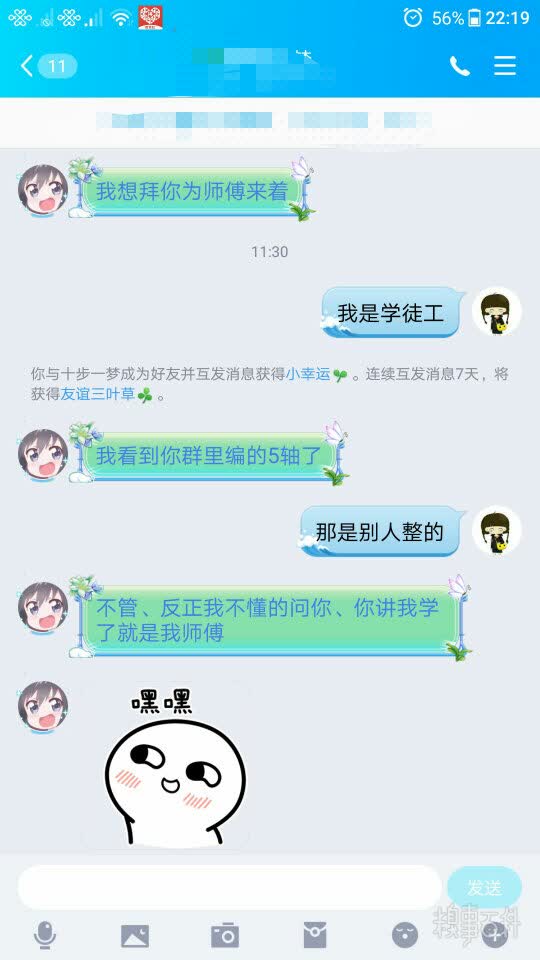 56% 22:19
11
我想拜你为师傅来着
11:30
我是学徒工
你与十步一梦成为好友并互发消息获得小幸运 。连续互发消息7天，将
获得友谊三叶草 。
我看到你群里编的5轴了
那是别人整的
不管、反正我不懂的问你、你讲我学
了就是我师傅
嘿嘿
发送